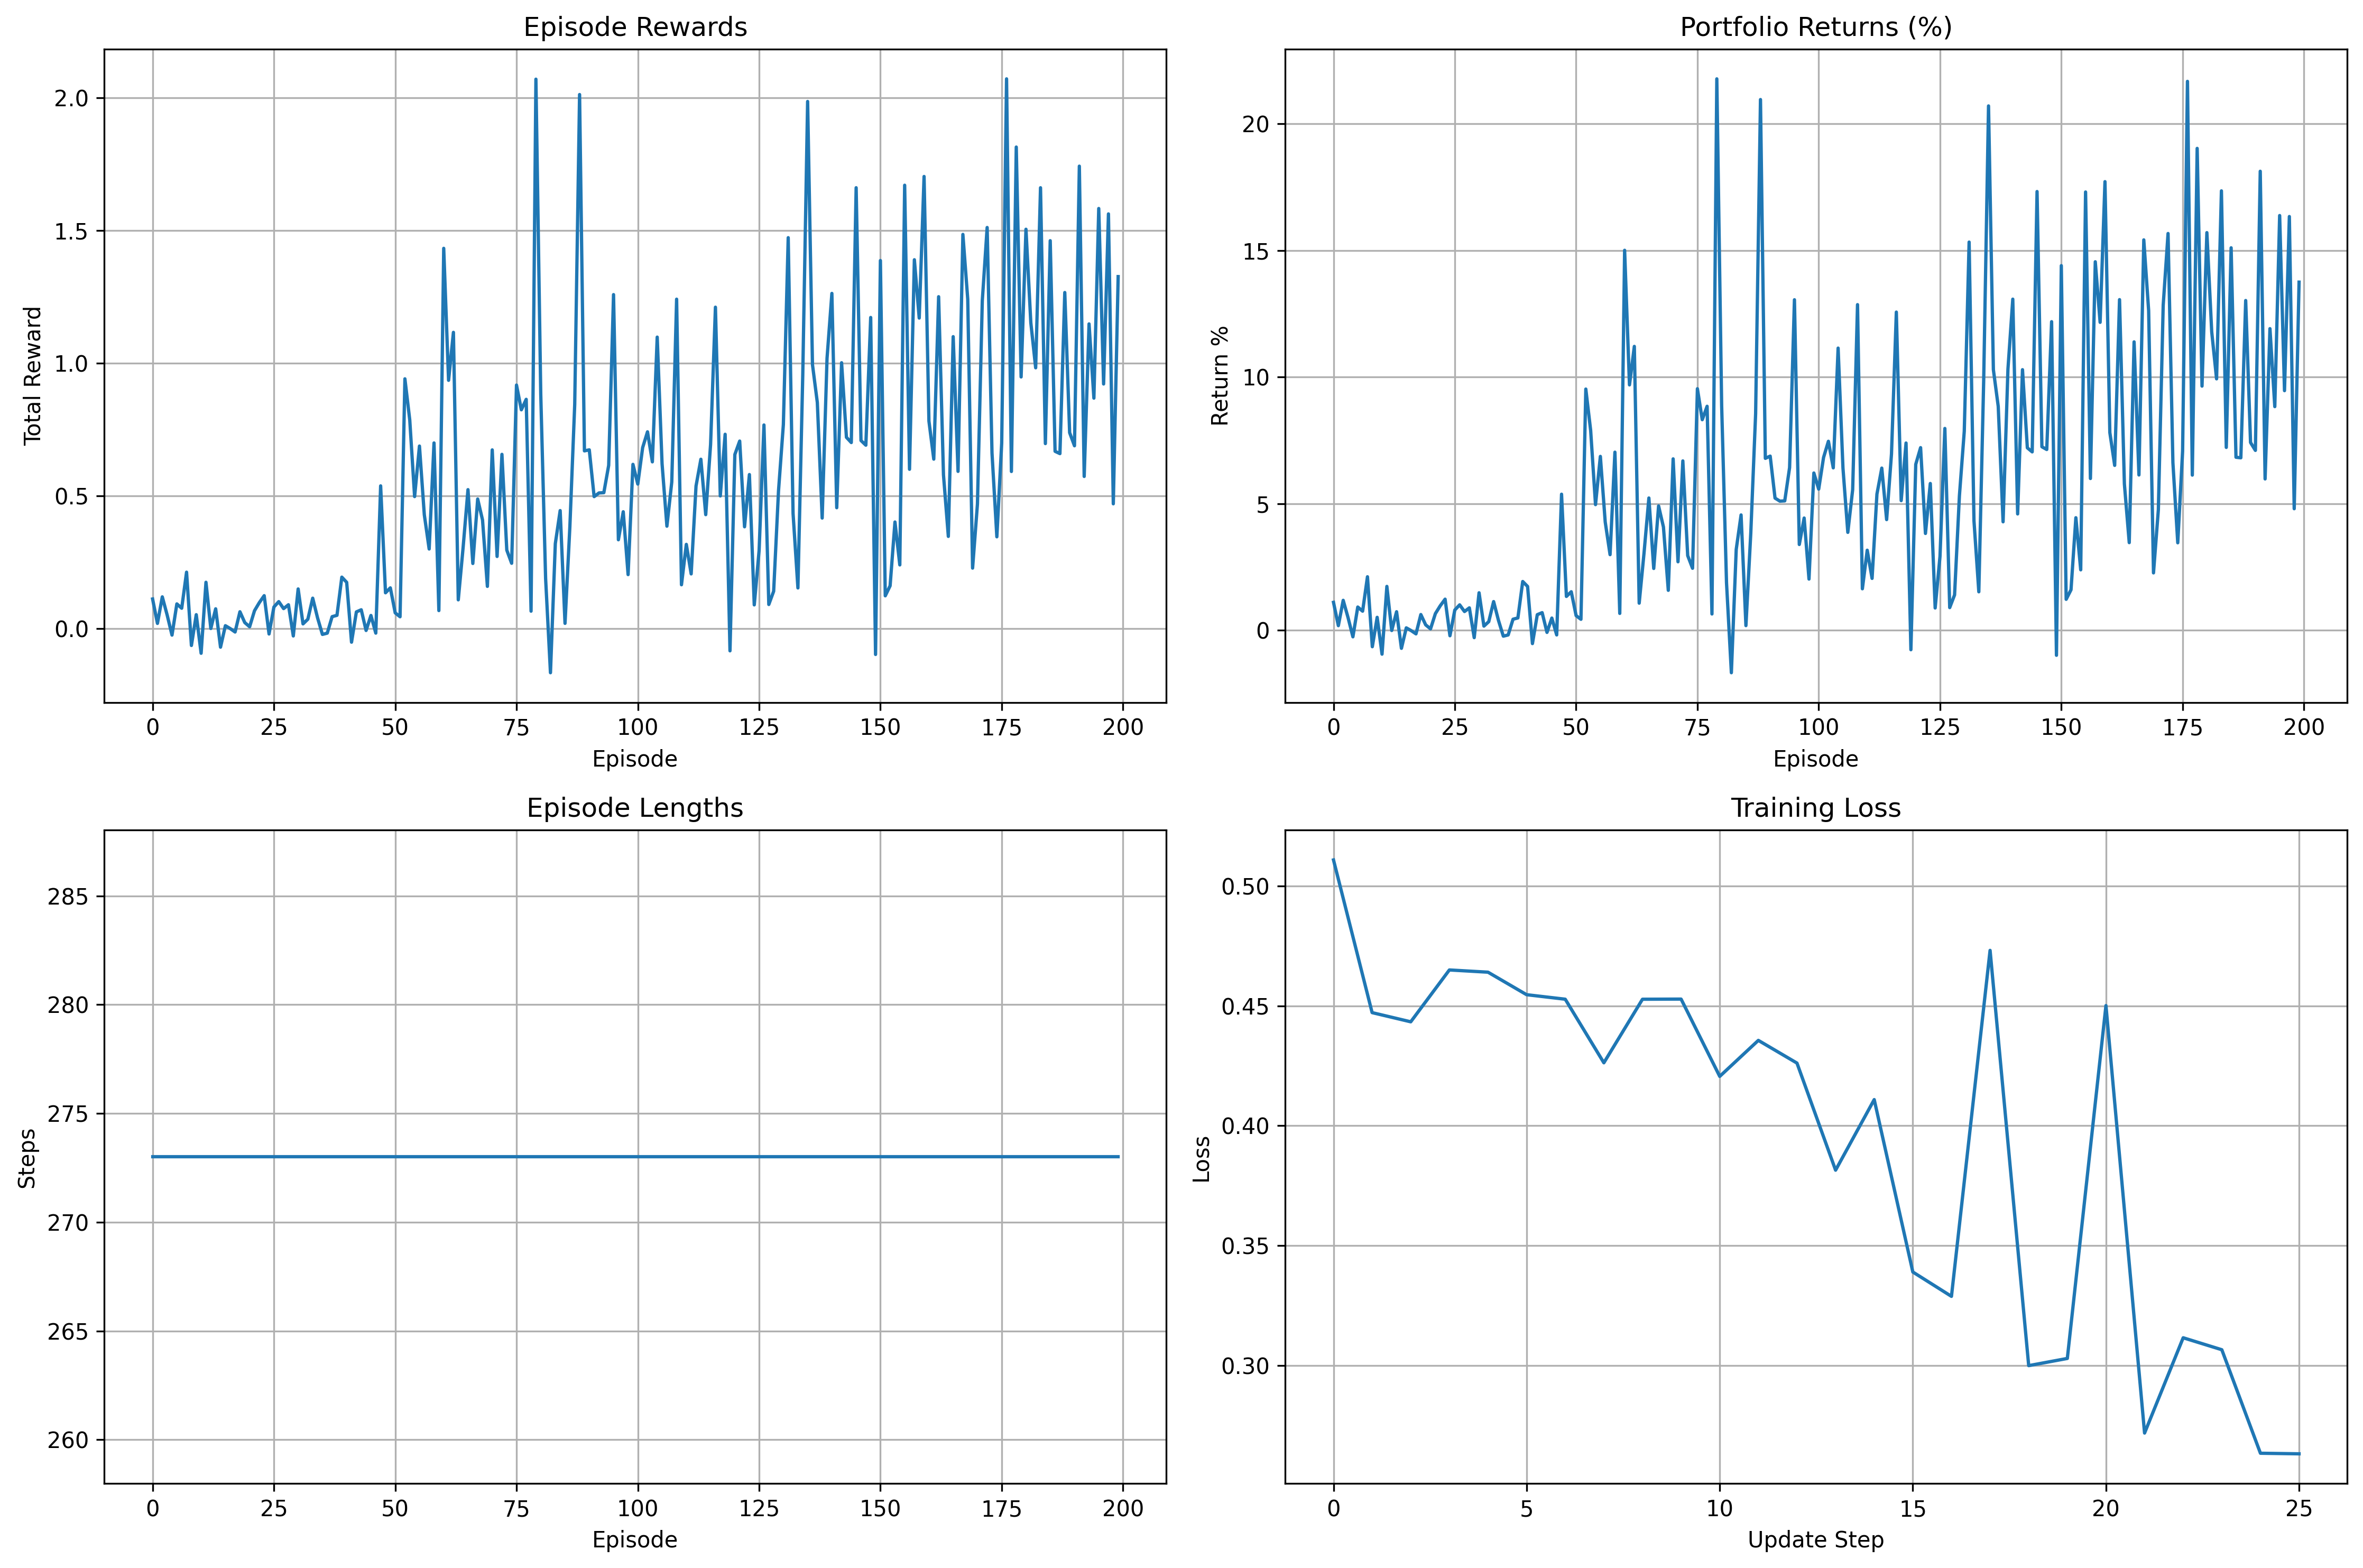 Episode Rewards
Total Reward
2.0
1.5
1.0
0.5
0.0
0 25 50 75 100 125 150 175 200
Episode
Portfolio Returns (%)
Return %
20
15
10
5
0
0 25 50 75 100 125 150 175 200
Episode
Episode Lengths
Steps
285
280
275
270
265
260
0 25 50 75 100 125 150 175 200
Episode
Training Loss
Loss
0.50
0.45
0.40
0.35
0.30
0 5 10 15 20 25
Update Step